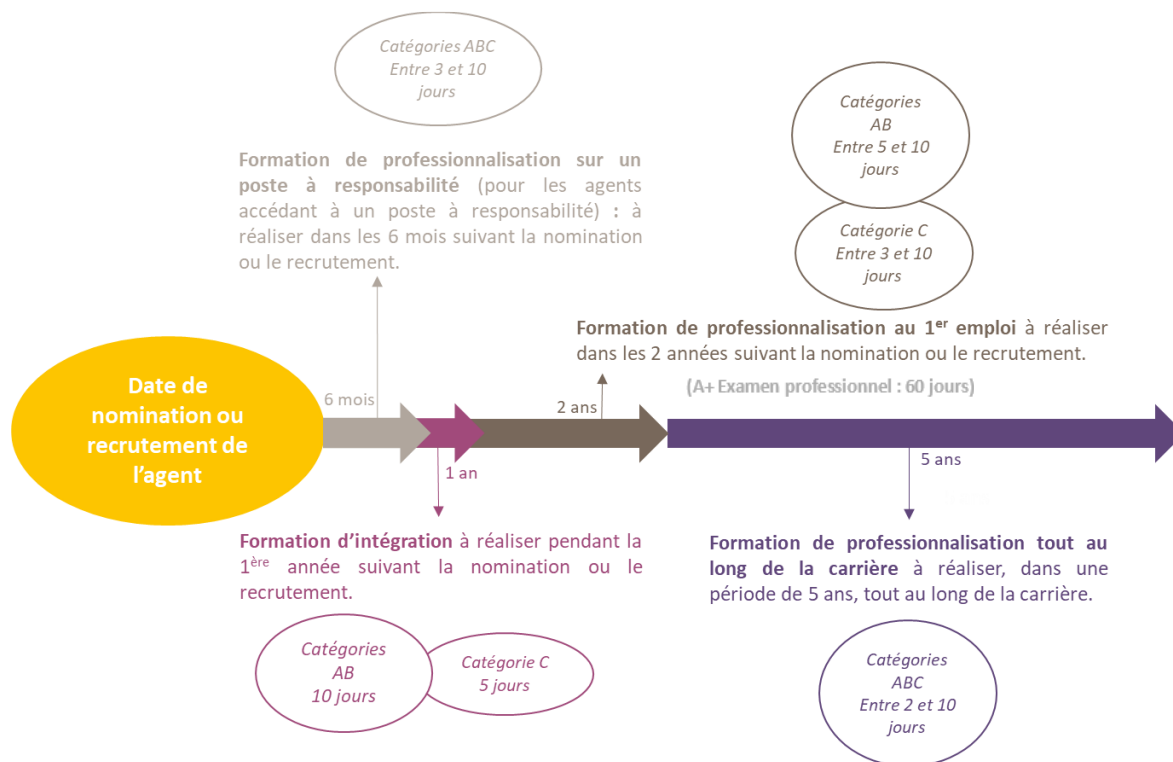 Catégories ABC
Entre 3 et 10
jours
Formation de professionnalisation sur un
poste à responsabilité (pour les agents
accédant à un poste à responsabilité) : à
réaliser dans les 6 mois suivant la nomination
ou le recrutement.
Catégories
AB
Entre 5 et 10
jours
Catégorie C
Entre 3 et 10
jours
Formation de professionnalisation au 1er emploi à réaliser
dans les 2 années suivant la nomination ou le recrutement.
(A+ Examen professionnel : 60 jours)
Date de
nomination ou
recrutement de
l'agent
6 mois
2 ans
1 an
5 ans
Formation d'intégration à réaliser pendant la
1ère année suivant la nomination ou le
recrutement.
Catégories
AB
10 jours
Catégorie C
5 jours
Formation de professionnalisation tout au
long de la carrière à réaliser, dans une
période de 5 ans, tout au long de la carrière.
Catégories
ABC
Entre 2 et 10
jours